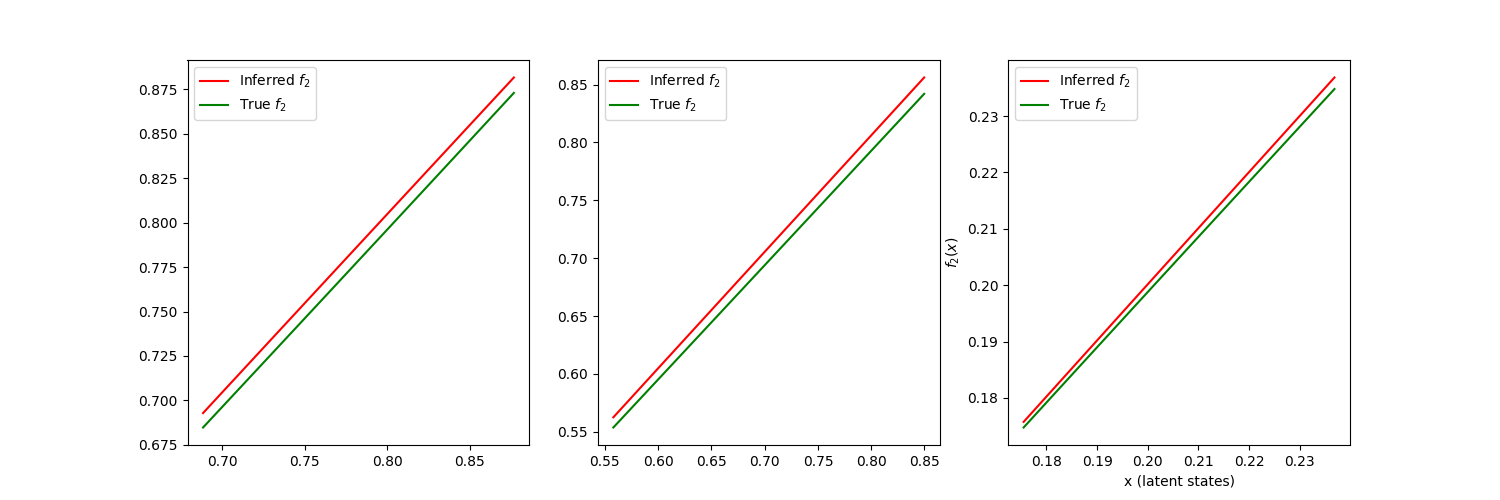 Inferred f₂
True f₂
0.875
0.850
0.825
0.800
0.775
0.750
0.725
0.700
0.675
0.70 0.75 0.80 0.85
Inferred f₂
True f₂
0.85
0.80
0.75
0.70
0.65
0.60
0.55
0.55 0.60 0.65 0.70 0.75 0.80 0.85
f₂(x)
Inferred f₂
True f₂
0.23
0.22
0.21
0.20
0.19
0.18
0.18 0.19 0.20 0.21 0.22 0.23
x (latent states)